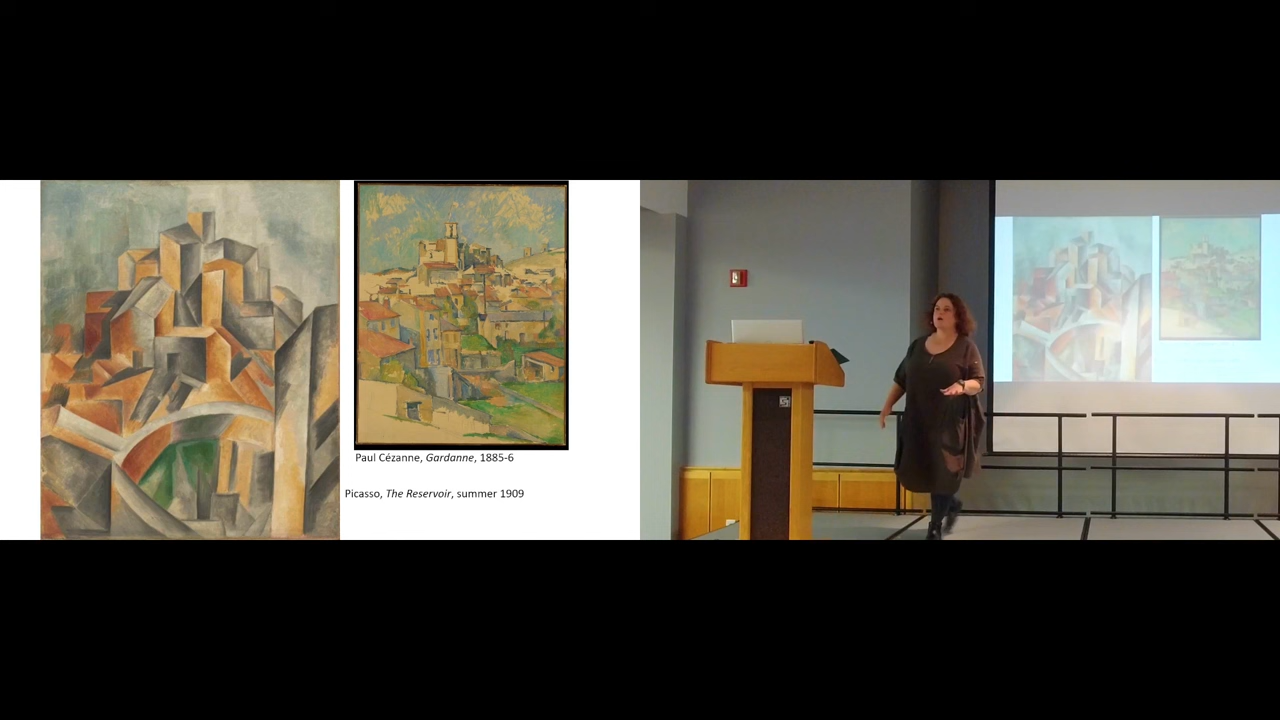 Paul Cézanne, Gardanne, 1885-6
Picasso, The Reservoir, summer 1909